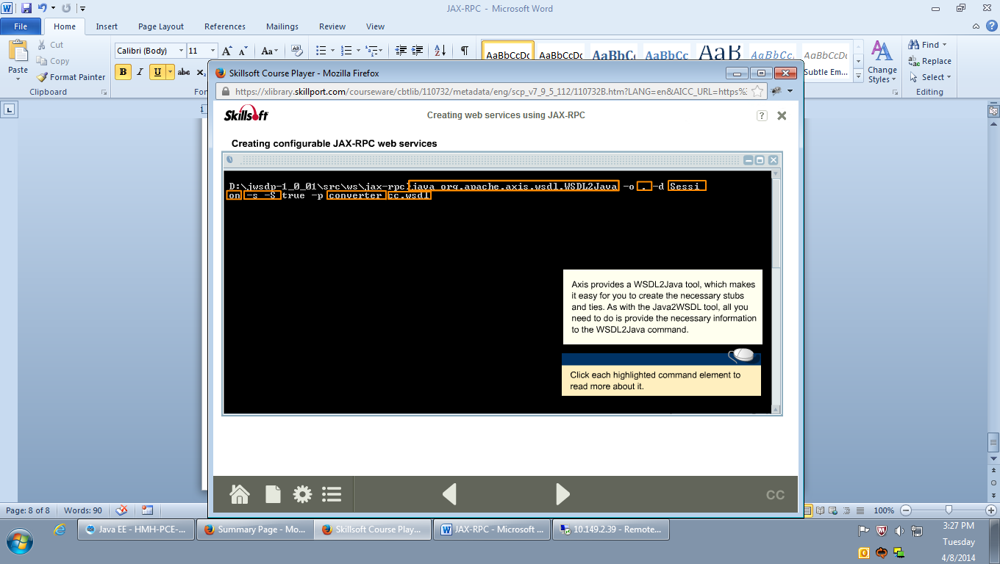 JAX-RPC - Microsoft Word
File Home Insert Page Layout References Mailings Review View
Paste
Cut
Copy
Format Painter
Clipboard
Calibri (Body) 11
B I U abc
AaBbCcDc AaBbCcDc AaBbC AaBbCc AaB AaBbCc. AaBbCcDc
Subtle Em...
Change
Styles
Find
Replace
Select
Editing
Skillsoft Course Player - Mozilla Firefox
https://xlibrary.skillport.com/courseware/cbtlib/110732/metadata/eng/scp_v7_9_5_112/110732B.htm?LANG=en&AICC_URL=https%3
Skillsoft
Creating web services using JAX-RPC
Creating configurable JAX-RPC web services
D:\jwsdp-1_0_01\src\ws\jax-rpc>java org.apache.axis.wsdl.WSDL2Java -o . -d Sessi
on -s -S true -p converter cc.wsdl
Axis provides a WSDL2Java tool, which makes
it easy for you to create the necessary stubs
and ties. As with the Java2WSDL tool, all you
need to do is provide the necessary information
to the WSDL2Java command.
Click each highlighted command element to
read more about it.
CC
Page: 8 of 8 Words: 90 100%
Java EE - HMH-PCE-... Summary Page - Mo... Skillsoft Course Play... JAX-RPC - Microsoft ... 10.149.2.39 - Remote...
3:27 PM
Tuesday
4/8/2014